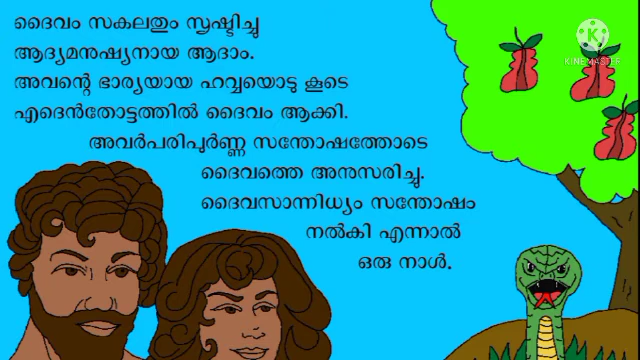 ദൈവം സകലതും സൃഷ്ടിച്ചു
ആദ്യമനുഷ്യനായ ആദാം.
അവന്റെ ഭാര്യയായ ഹവ്വയൊടു കൂടെ
എദെൻതോട്ടത്തിൽ ദൈവം ആക്കി.
അവർപരിപുർണ്ണ സന്തോഷത്തോടെ
ദൈവത്തെ അനുസരിച്ചു.
ദൈവസാന്നിധ്യം സന്തോഷം
നൽകി എന്നാൽ
ഒരു നാൾ.
K
KINEMASTER